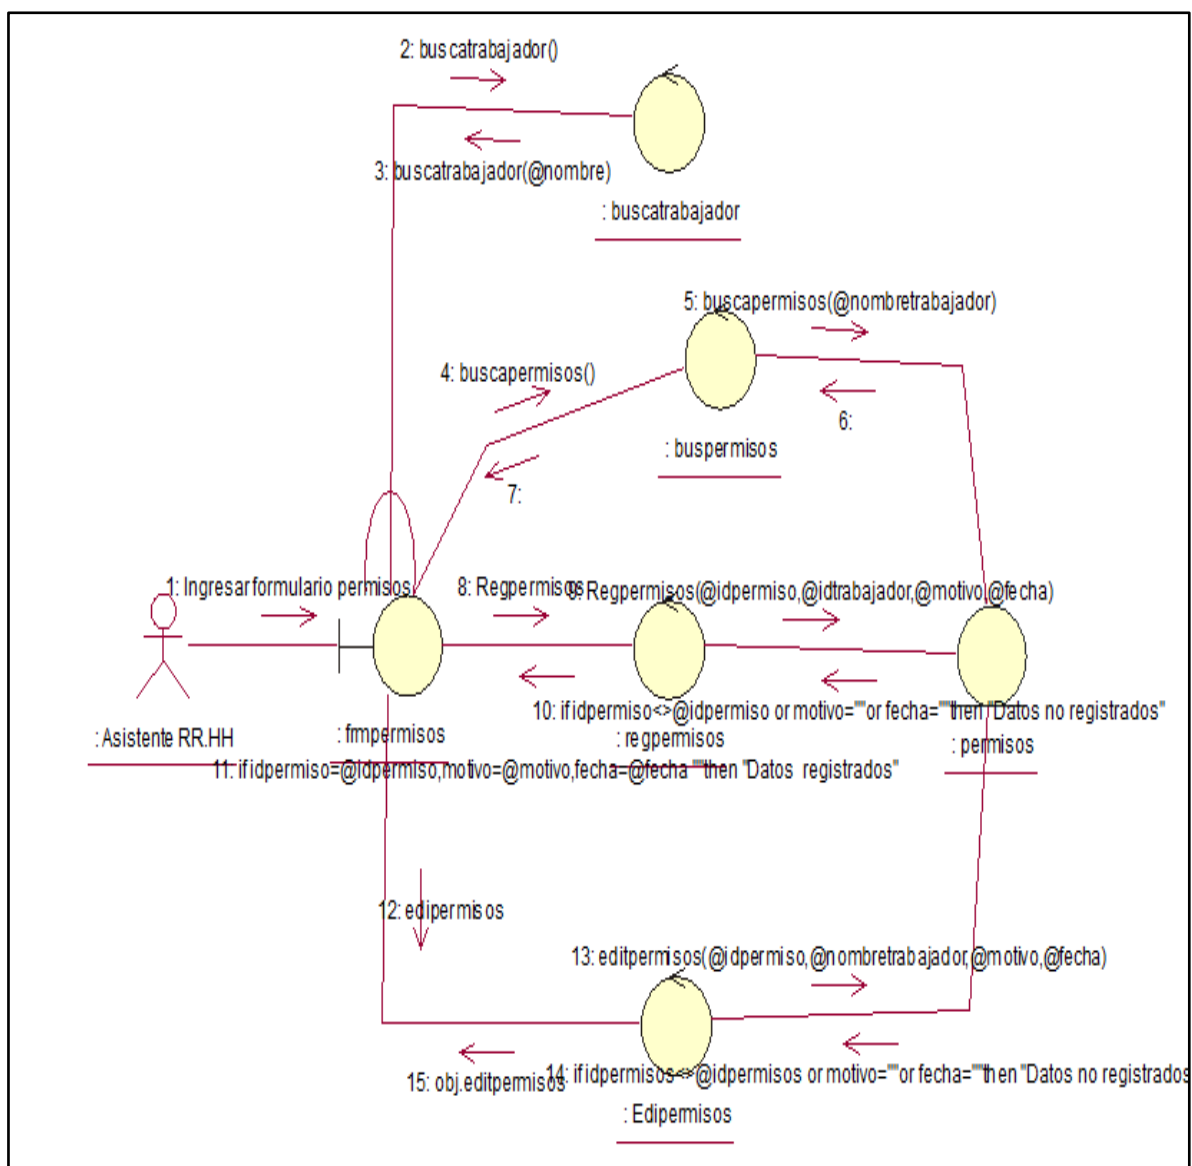 2: buscatrabajador()
3: buscatrabajador(@nombre)
: buscatrabajador
5: buscapermisos(@nombretrabajador)
4: buscapermisos()
6:
: buspermisos
7:
1: Ingresar formulario permisos
8: Regpermisos
9: Regpermisos(@idpermiso,@idtrabajador,@motivo,@fecha)
10: if idpermiso<>@idpermiso or motivo=""or fecha=""then "Datos no registrados"
: Asistente RR.HH
: frmpermisos
: regpermisos
: permisos
11: if idpermiso=@idpermiso,motivo=@motivo,fecha=@fecha ""then "Datos  registrados"
12: edipermisos
13: editpermisos(@idpermiso,@nombretrabajador,@motivo,@fecha)
14: if idpermisos<>@idpermisos or motivo=""or fecha=""then "Datos no registrados
15: obj.editpermisos
: Edipermisos